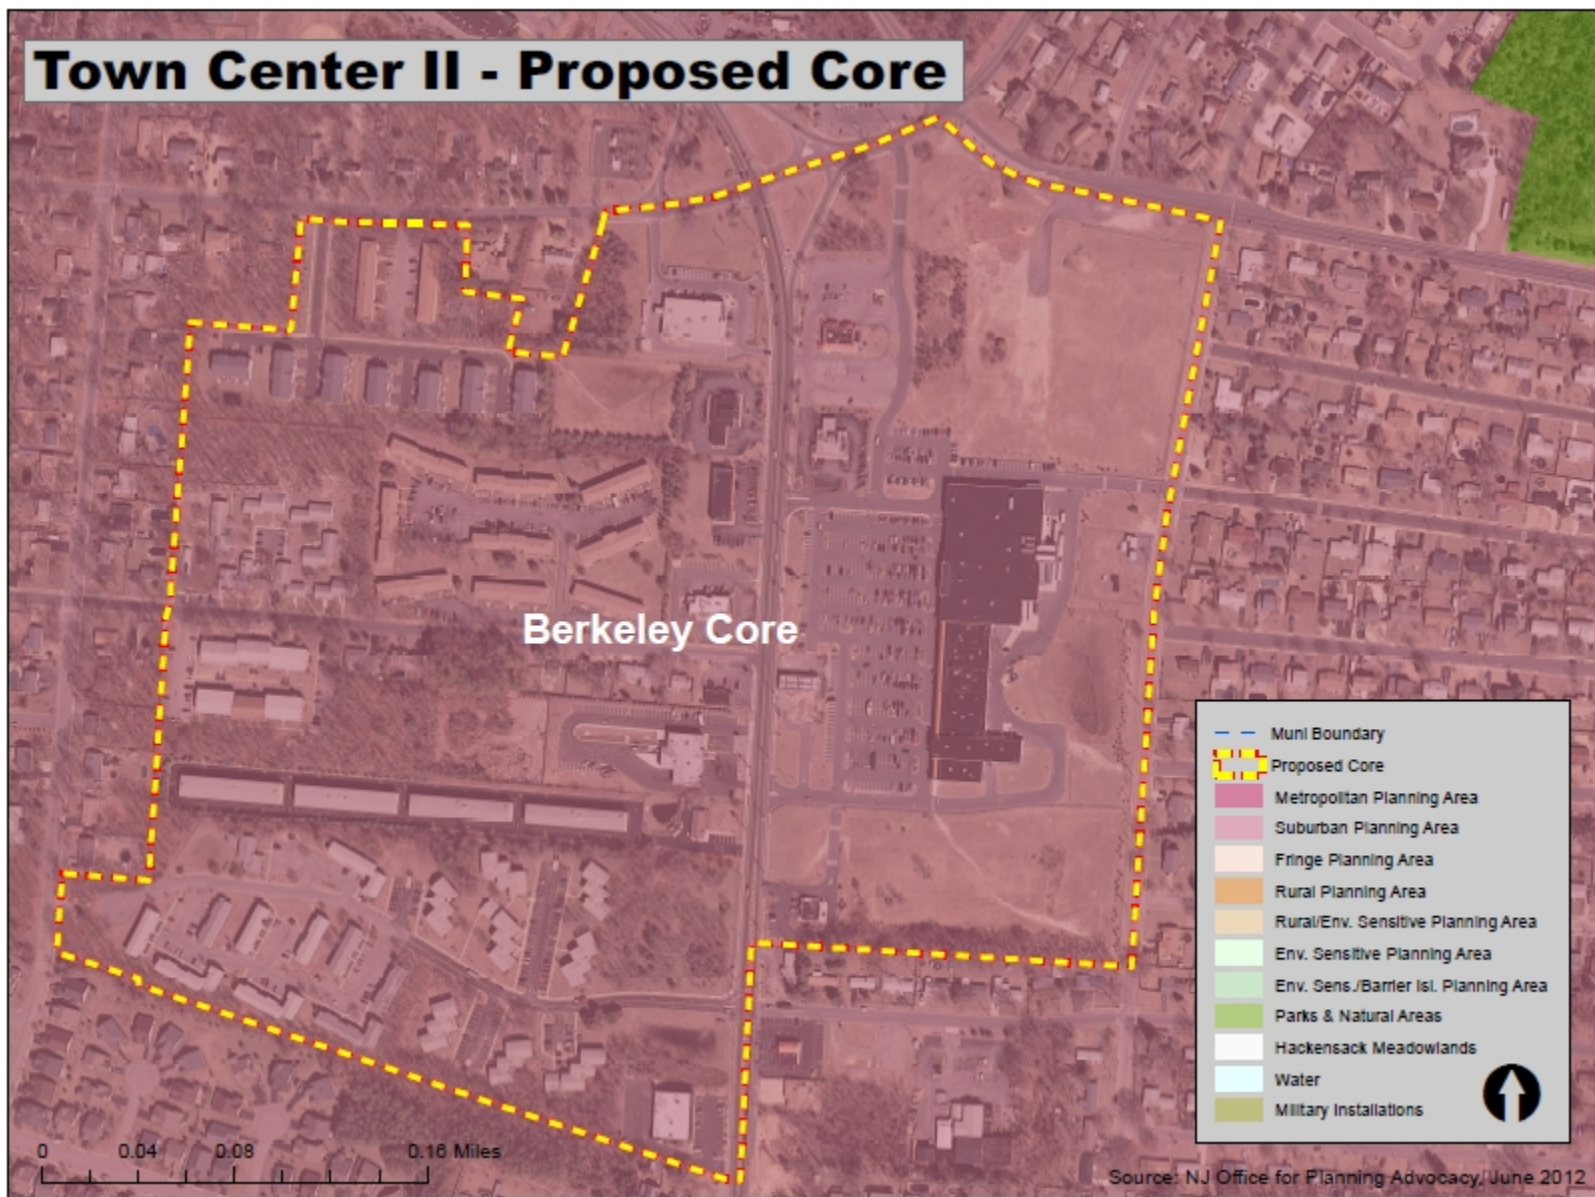 Town Center II - Proposed Core
Berkeley Core
Muni Boundary
Proposed Core
Metropolitan Planning Area
Suburban Planning Area
Fringe Planning Area
Rural Planning Area
Rural/Env. Sensitive Planning Area
Env. Sensitive Planning Area
Env. Sens./Barrier Isl. Planning Area
Parks & Natural Areas
Hackensack Meadowlands
Water
Military Installations
0 0.04 0.08 0.16 Miles
Source: NJ Office for Planning Advocacy, June 2012